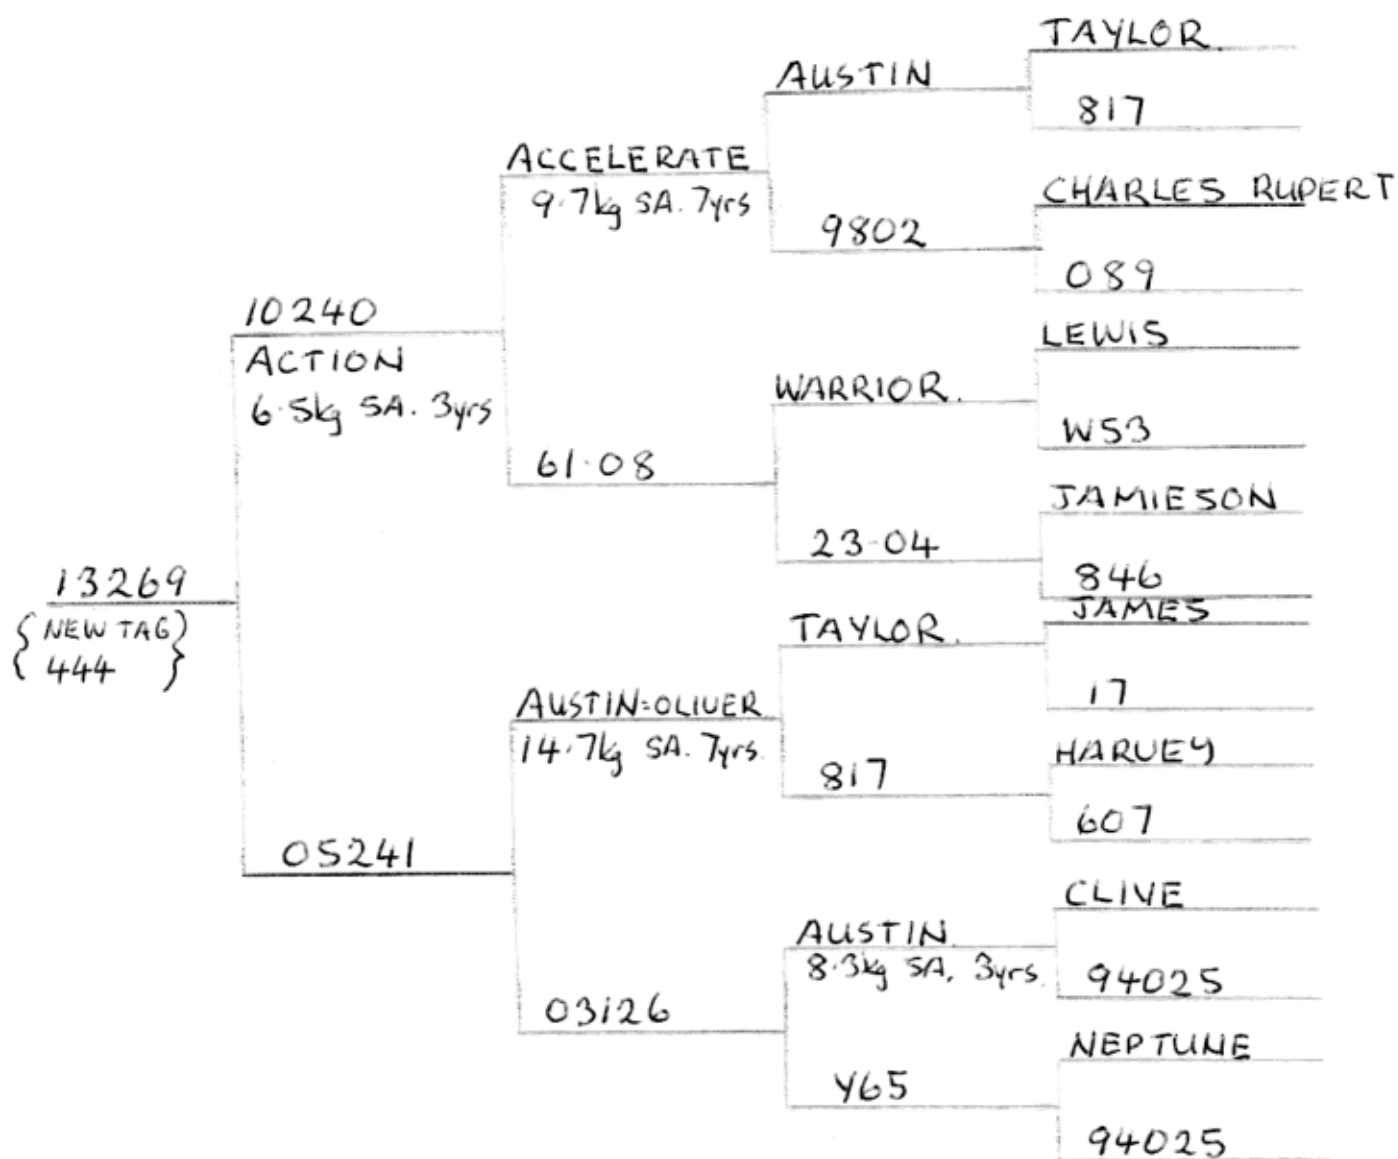 TAYLOR.
AUSTIN
817
ACCELERATE
9.7kg SA. 7yrs
CHARLES RUPERT
9802
089
10240
ACTION
6.5kg SA. 3yrs
LEWIS
WARRIOR.
W53
61-08
JAMIESON
23-04
846
13269
{NEW TAG}
{444}
JAMES
TAYLOR.
17
AUSTIN=OLIVER
14.7kg SA. 7yrs.
HARVEY
817
607
05241
CLIVE
AUSTIN.
8.3kg SA. 3yrs.
94025
03126
NEPTUNE
Y65
94025